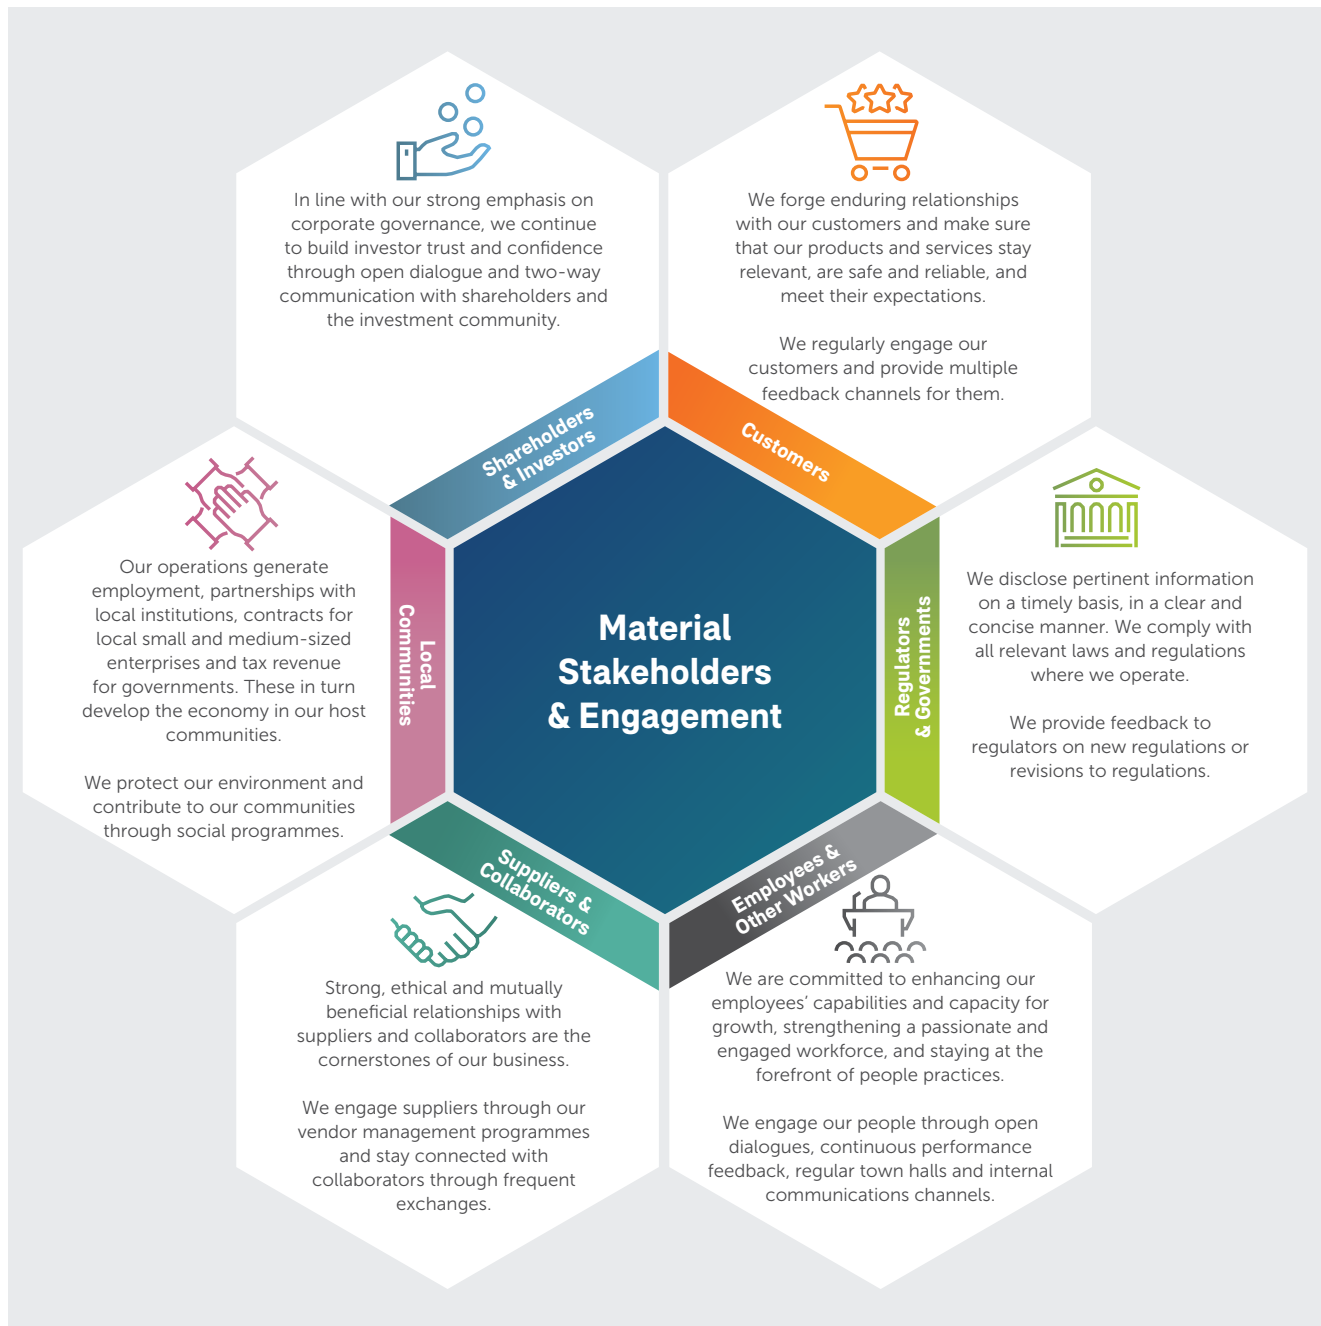 In line with our strong emphasis on
corporate governance, we continue
to build investor trust and confidence
through open dialogue and two-way
communication with shareholders and
the investment community.
Shareholders
& Investors
We forge enduring relationships
with our customers and make sure
that our products and services stay
relevant, are safe and reliable, and
meet their expectations.
We regularly engage our
customers and provide multiple
feedback channels for them.
Customers
Our operations generate
employment, partnerships with
local institutions, contracts for
local small and medium-sized
enterprises and tax revenue
for governments. These in turn
develop the economy in our host
communities.
We protect our environment and
contribute to our communities
through social programmes.
Local
Communities
Material
Stakeholders
& Engagement
Regulators
& Governments
We disclose pertinent information
on a timely basis, in a clear and
concise manner. We comply with
all relevant laws and regulations
where we operate.
We provide feedback to
regulators on new regulations or
revisions to regulations.
Suppliers &
Collaborators
Strong, ethical and mutually
beneficial relationships with
suppliers and collaborators are the
cornerstones of our business.
We engage suppliers through our
vendor management programmes
and stay connected with
collaborators through frequent
exchanges.
Employees &
Other Workers
We are committed to enhancing our
employees’ capabilities and capacity for
growth, strengthening a passionate and
engaged workforce, and staying at the
forefront of people practices.
We engage our people through open
dialogues, continuous performance
feedback, regular town halls and internal
communications channels.